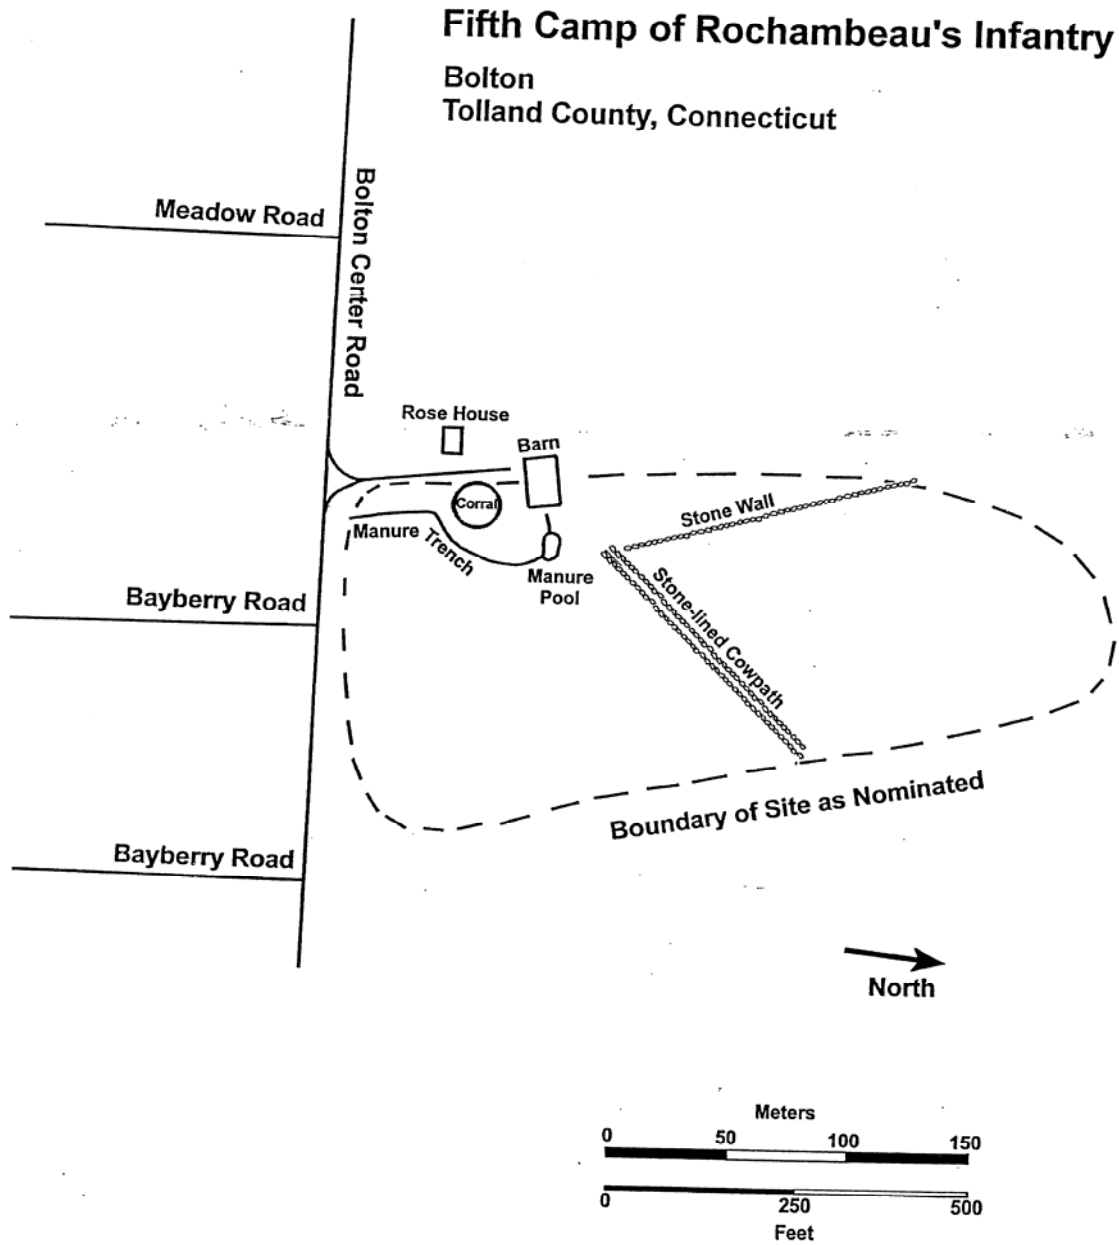 Fifth Camp of Rochambeau's Infantry
Bolton
Tolland County, Connecticut
Meadow Road
Bolton Center Road
Rose House
Barn
Corral
Stone Wall
Manure Trench
Manure
Pool
Stone-lined Cowpath
Bayberry Road
Boundary of Site as Nominated
Bayberry Road
North
Meters
0 50 100 150
0 250 500
Feet